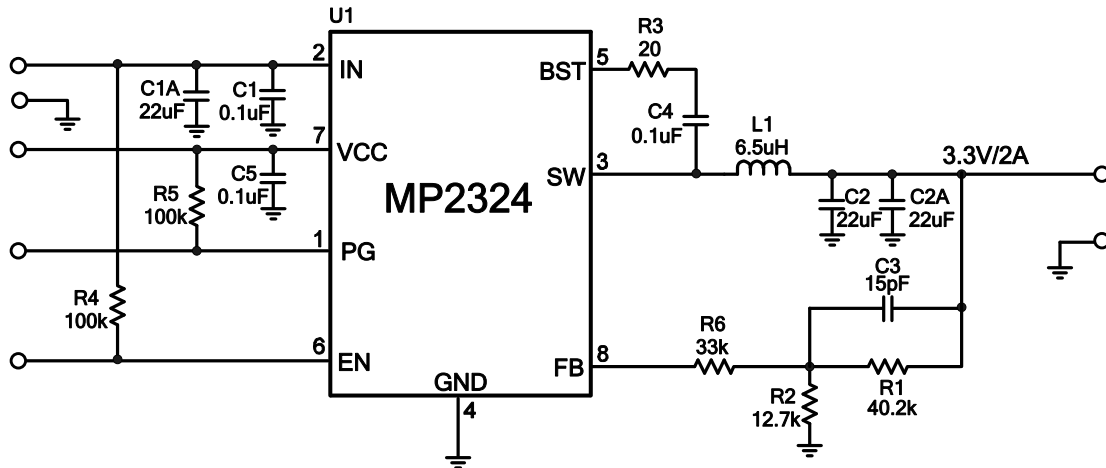 U1
2
IN
C1A
22uF
C1
0.1uF
7
VCC
R5
100k
C5
0.1uF
1
PG
R4
100k
6
EN
MP2324
GND
4
5
BST
R3
20
C4
0.1uF
3
SW
L1
6.5uH
3.3V/2A
C2
22uF
C2A
22uF
C3
15pF
8
FB
R6
33k
R2
12.7k
R1
40.2k